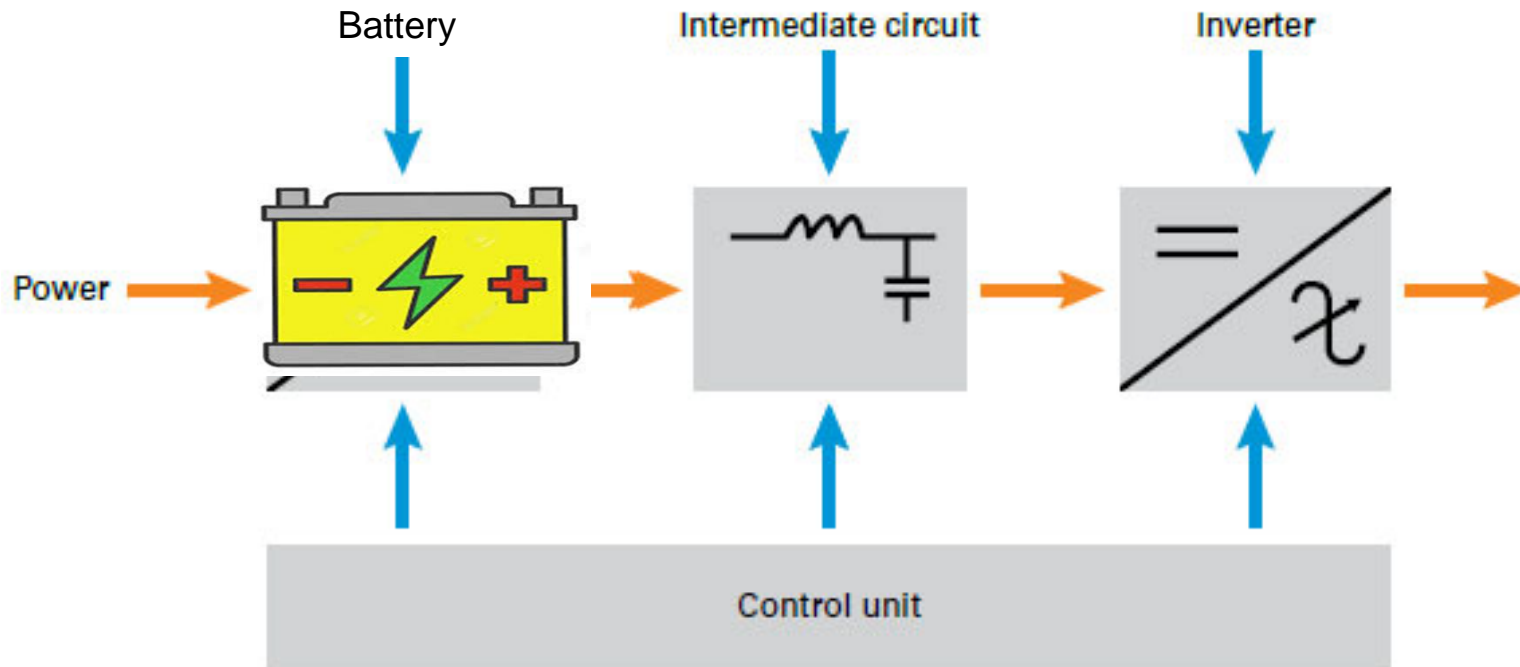 Battery
Intermediate circuit
Inverter
Power
Control unit